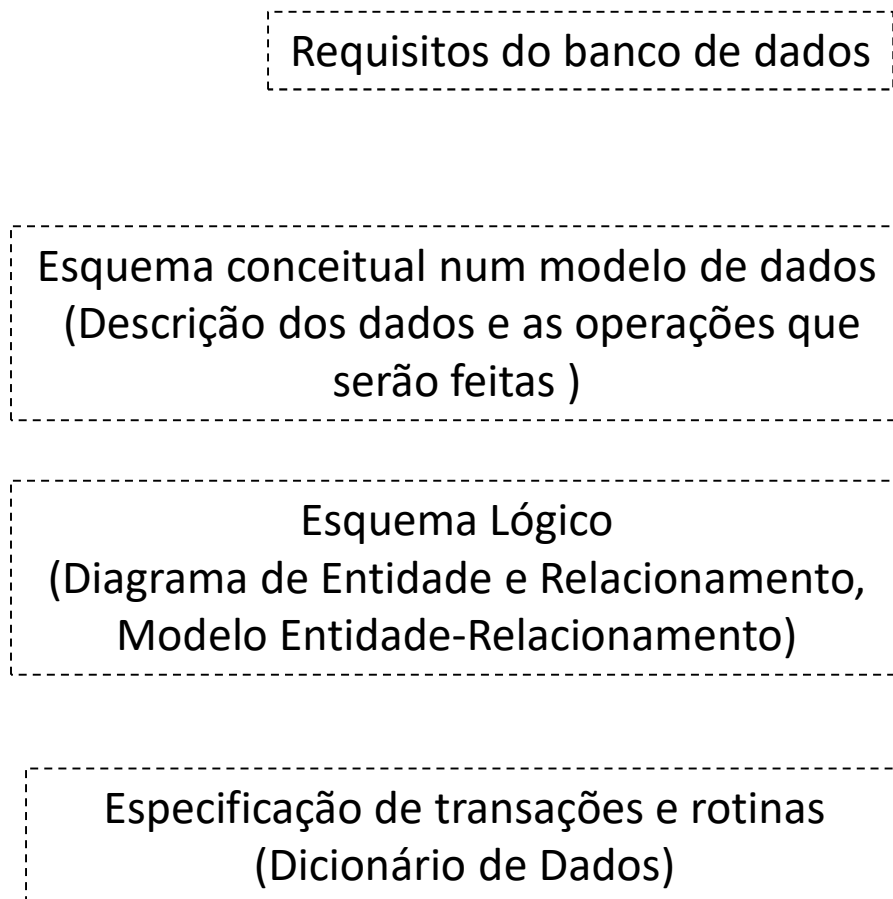 Requisitos do banco de dados
Esquema conceitual num modelo de dados
(Descrição dos dados e as operações que
serão feitas )
Esquema Lógico
(Diagrama de Entidade e Relacionamento,
Modelo Entidade-Relacionamento)
Especificação de transações e rotinas
(Dicionário de Dados)